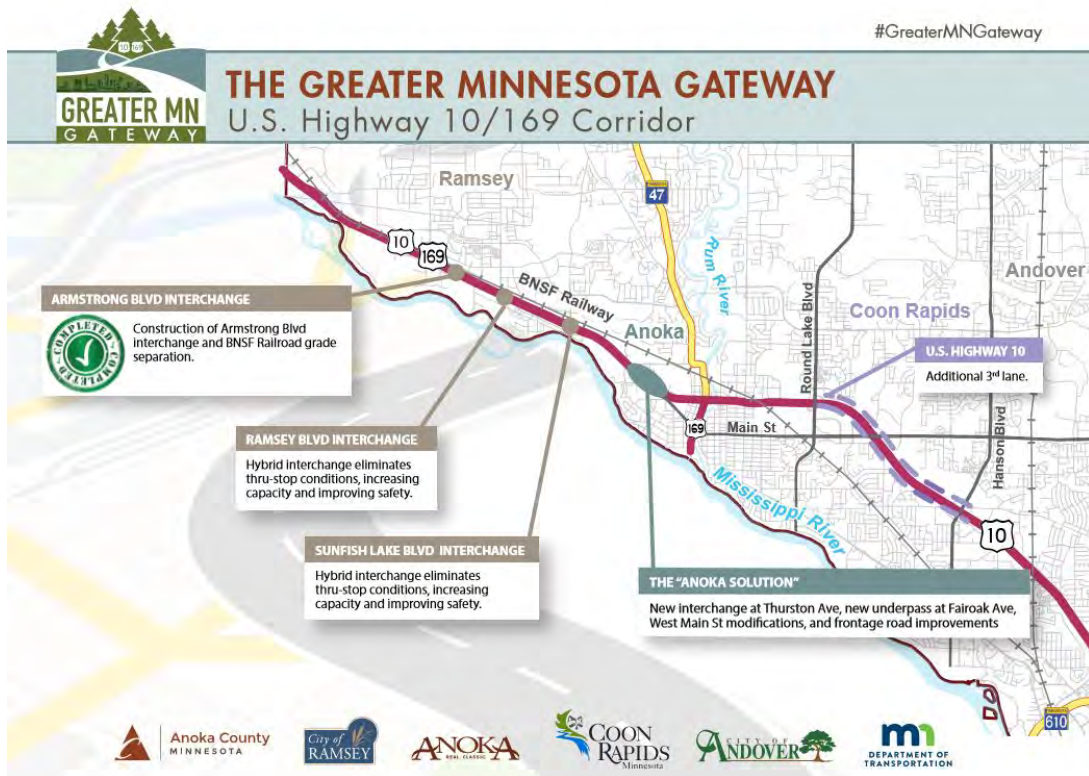 #GreaterMNGateway
10 169
GREATER MN
GATEWAY
THE GREATER MINNESOTA GATEWAY
U.S. Highway 10/169 Corridor
Ramsey
47
10
169
Rum River
Andover
BNSF Railway
Round Lake Blvd
Coon Rapids
ARMSTRONG BLVD INTERCHANGE
COMPLETED
COMPLETED
Construction of Armstrong Blvd
interchange and BNSF Railroad grade
separation.
Anoka
U.S. HIGHWAY 10
Additional 3rd lane.
Hanson Blvd
169
Main St
RAMSEY BLVD INTERCHANGE
Hybrid interchange eliminates
thru-stop conditions, increasing
capacity and improving safety.
Mississippi River
10
SUNFISH LAKE BLVD INTERCHANGE
Hybrid interchange eliminates
thru-stop conditions, increasing
capacity and improving safety.
THE "ANOKA SOLUTION"
New interchange at Thurston Ave, new underpass at Fairoak Ave,
West Main St modifications, and frontage road improvements
610
Anoka County
MINNESOTA
City of
RAMSEY
ANOKA
REAL. CLASSIC.
COON
RAPIDS
Minnesota
CITY OF
ANDOVER
DEPARTMENT OF
TRANSPORTATION